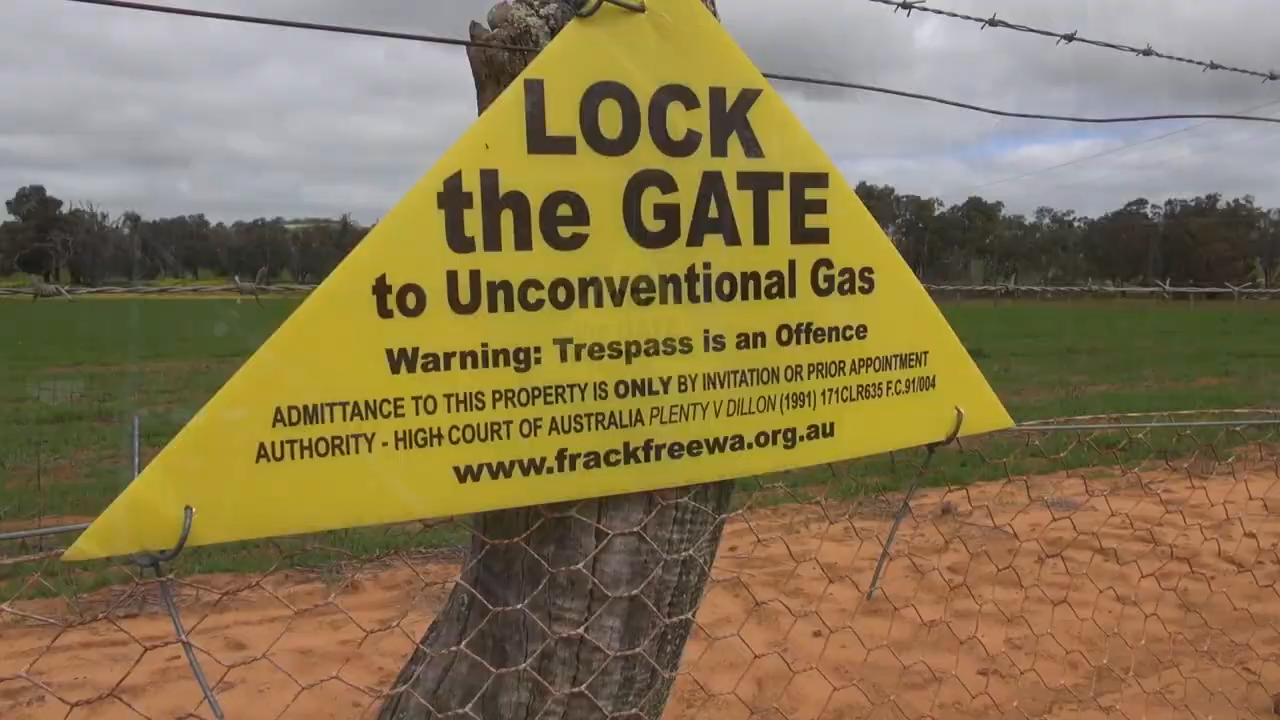 LOCK
the GATE
to Unconventional Gas
Warning: Trespass is an Offence
ADMITTANCE TO THIS PROPERTY IS ONLY BY INVITATION OR PRIOR APPOINTMENT
AUTHORITY - HIGH COURT OF AUSTRALIA PLENTY V DILLON (1991) 171CLR635 F.C.91/004
www.frackfreewa.org.au